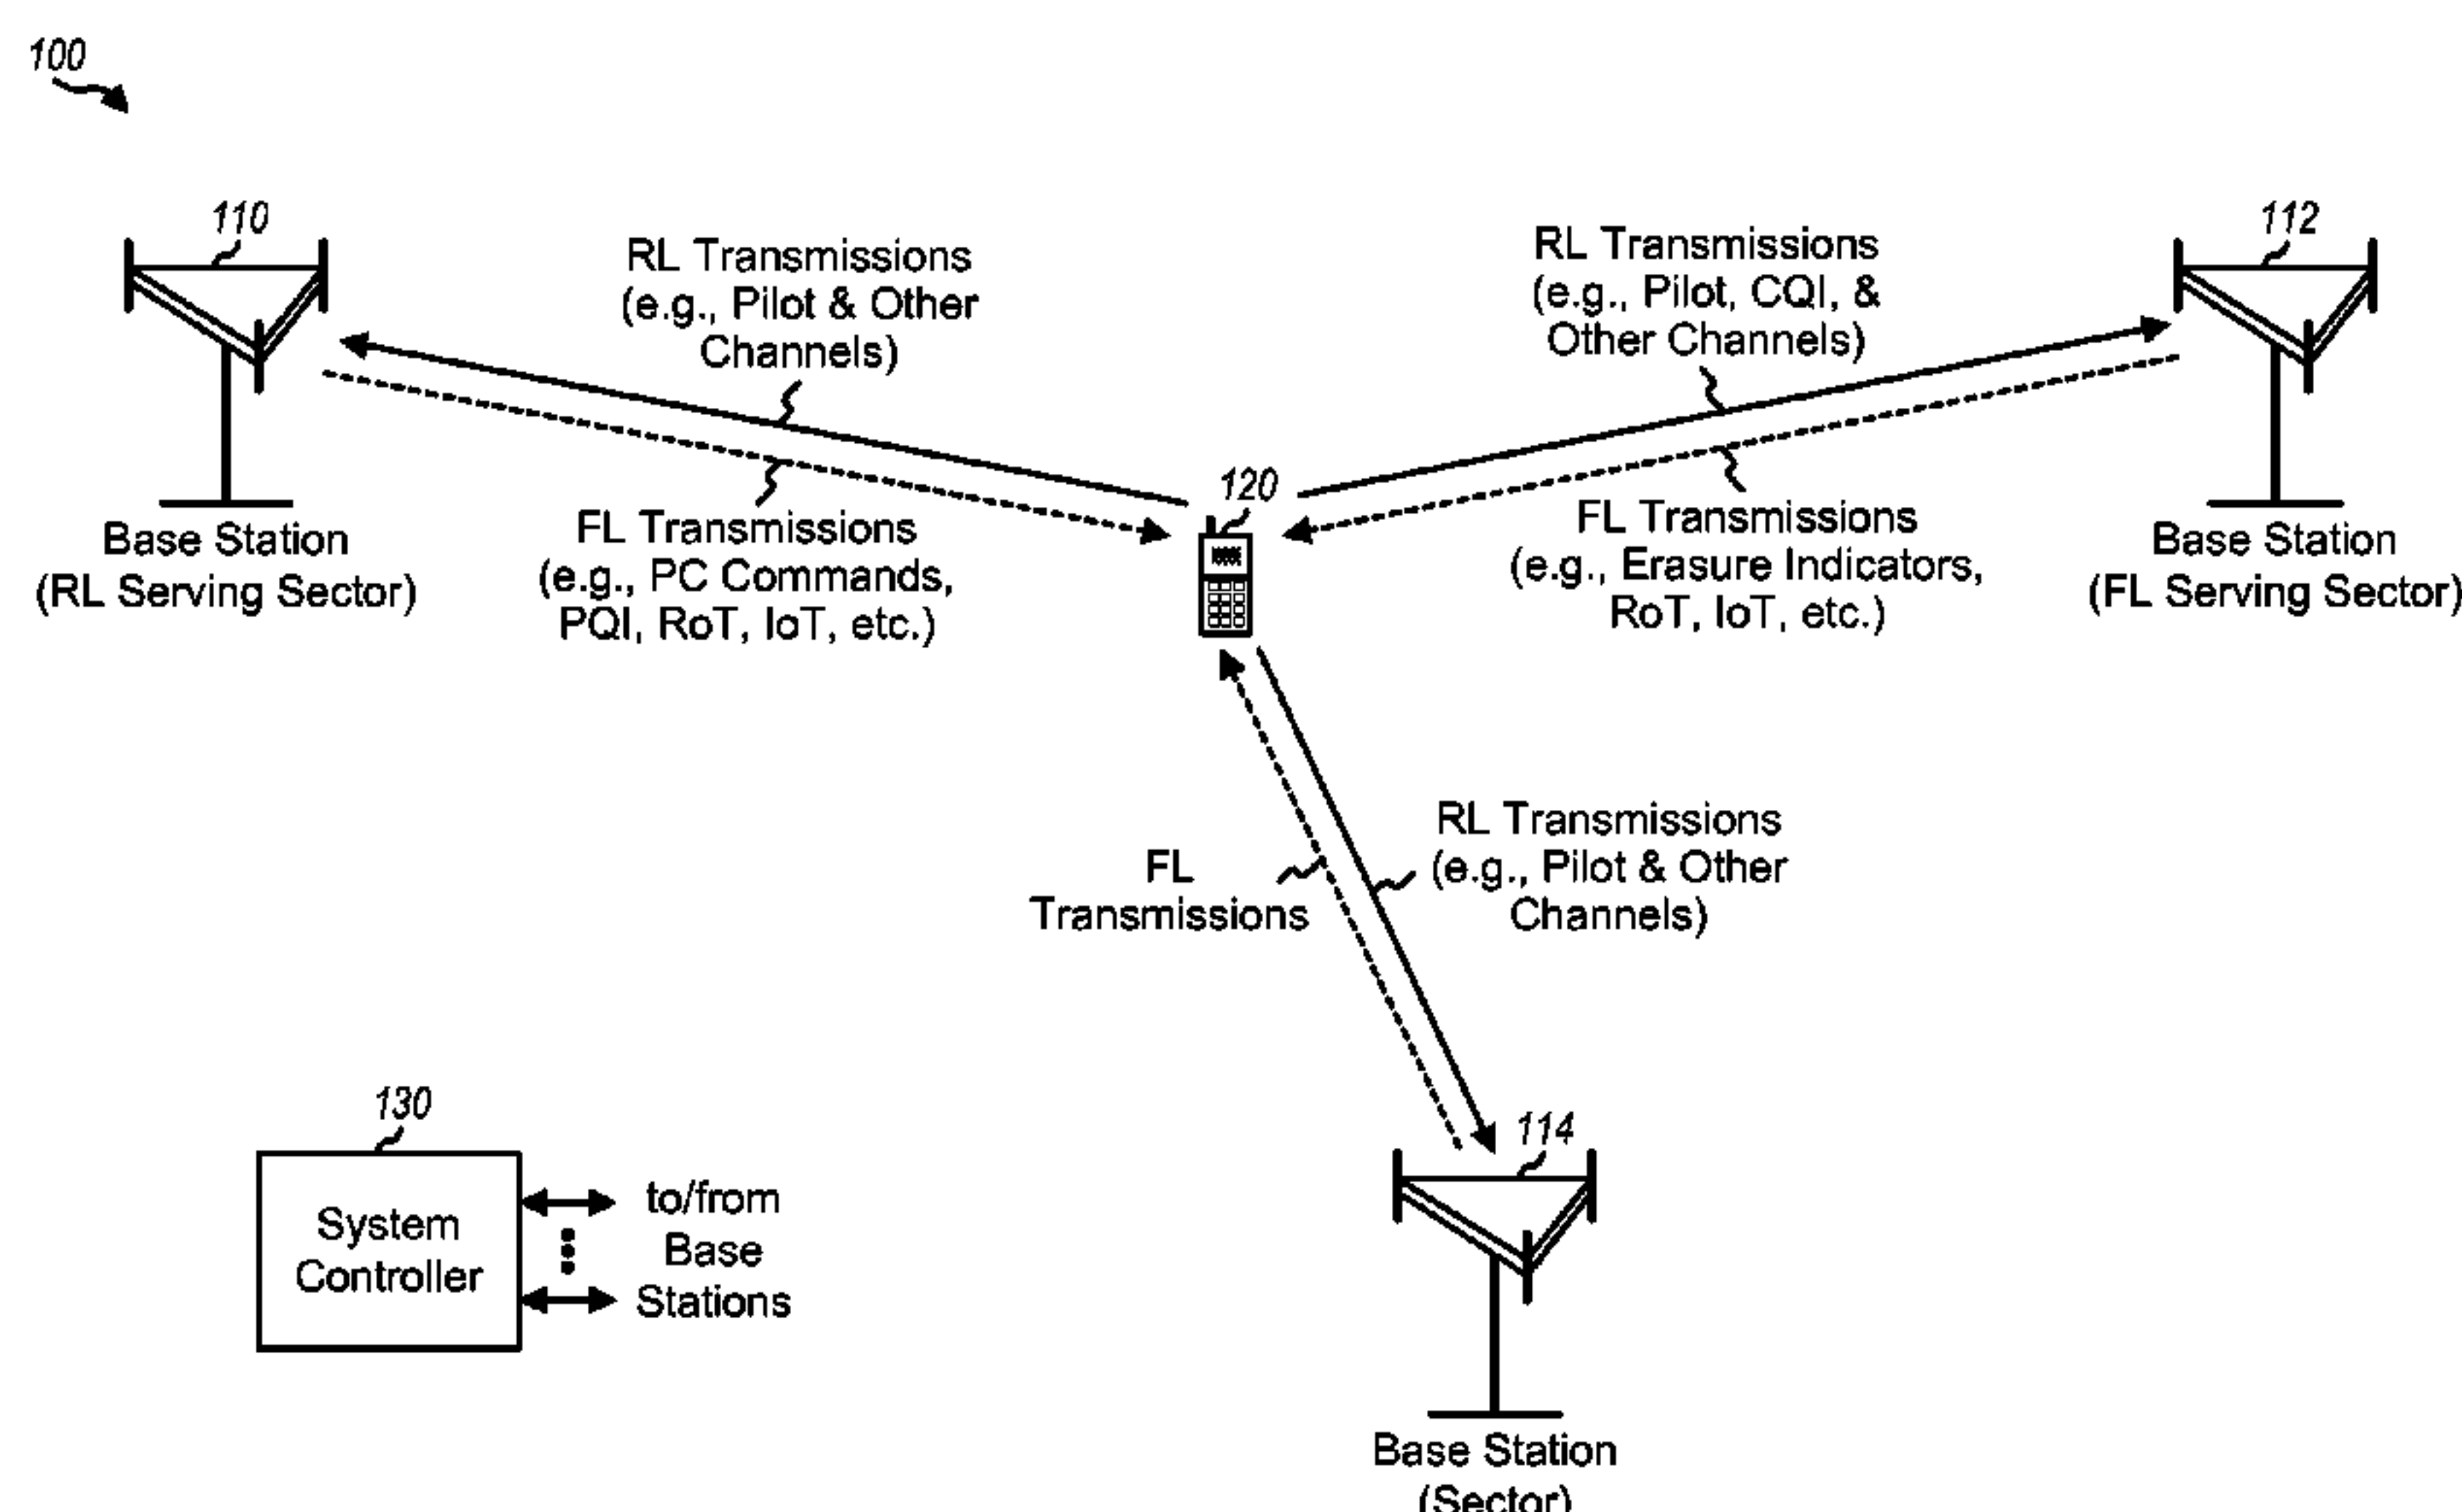 100
110
RL Transmissions
(e.g., Pilot & Other
Channels)
RL Transmissions
(e.g., Pilot, CQI, &
Other Channels)
112
120
Base Station
(RL Serving Sector)
FL Transmissions
(e.g., PC Commands,
PQI, RoT, IoT, etc.)
FL Transmissions
(e.g., Erasure Indicators,
RoT, IoT, etc.)
Base Station
(FL Serving Sector)
FL
Transmissions
RL Transmissions
(e.g., Pilot & Other
Channels)
130
System
Controller
to/from
Base
Stations
114
Base Station
(Sector)